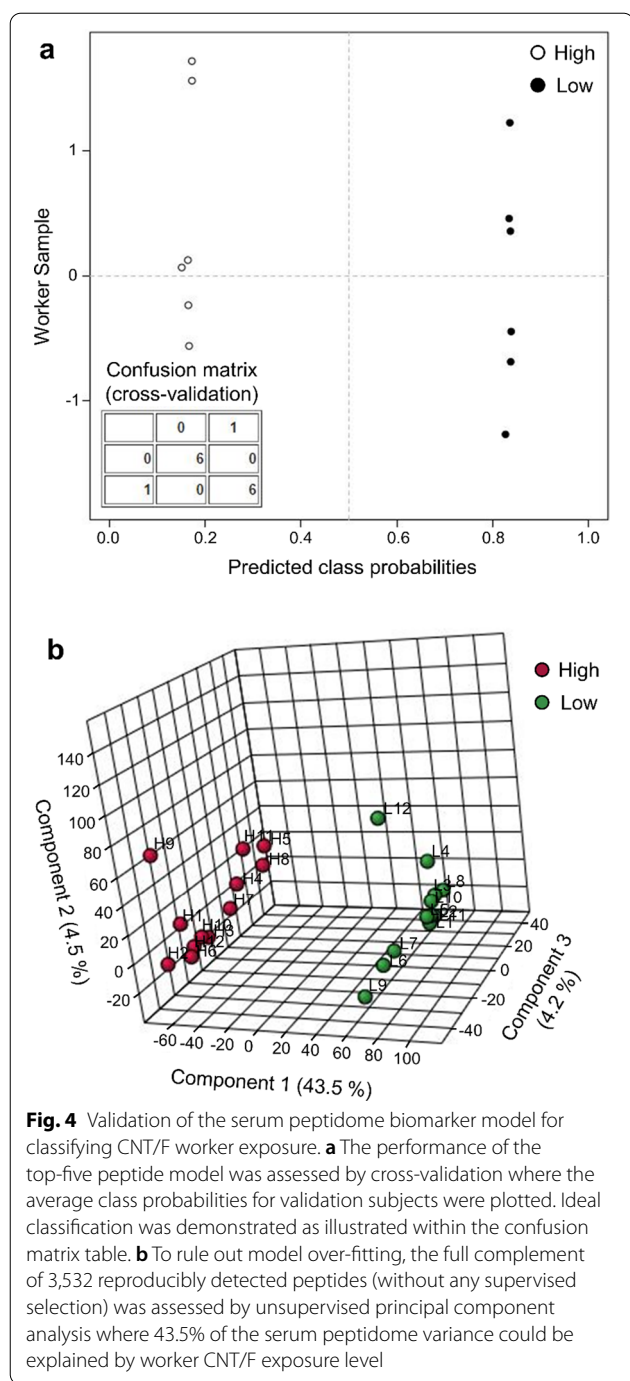 a
High
Low
1
0
-1
Worker Sample
Confusion matrix
(cross-validation)
0 1
0 6 0
1 0 6
0.0 0.2 0.4 0.6 0.8 1.0
Predicted class probabilities
b
High
Low
140
120
100
80
60
40
20
0
-20
Component 2 (4.5 %)
H9
H11 H5
H8
H4
H7
H1
H6
L12
L4
L8
L10
L1
L7
L6
L9
40
20
0
-20
-40
Component 3
(4.2 %)
-60 -40 -20 0 20 40 60 80 100
Component 1 (43.5 %)
Fig. 4 Validation of the serum peptidome biomarker model for
classifying CNT/F worker exposure. a The performance of the
top-five peptide model was assessed by cross-validation where the
average class probabilities for validation subjects were plotted. Ideal
classification was demonstrated as illustrated within the confusion
matrix table. b To rule out model over-fitting, the full complement
of 3,532 reproducibly detected peptides (without any supervised
selection) was assessed by unsupervised principal component
analysis where 43.5% of the serum peptidome variance could be
explained by worker CNT/F exposure level